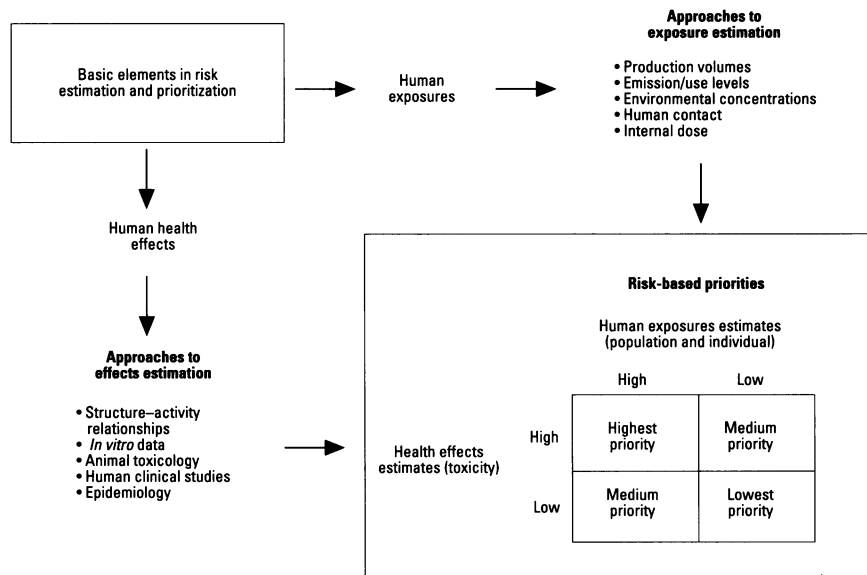 Basic elements in risk
estimation and prioritization
Human
exposures
Approaches to
exposure estimation
• Production volumes
• Emission/use levels
• Environmental concentrations
• Human contact
• Internal dose
Human health
effects
Approaches to
effects estimation
• Structure–activity
relationships
• In vitro data
• Animal toxicology
• Human clinical studies
• Epidemiology
Risk-based priorities
Human exposures estimates
(population and individual)
High Low
Health effects
estimates (toxicity)
High
Highest
priority
Medium
priority
Low
Medium
priority
Lowest
priority